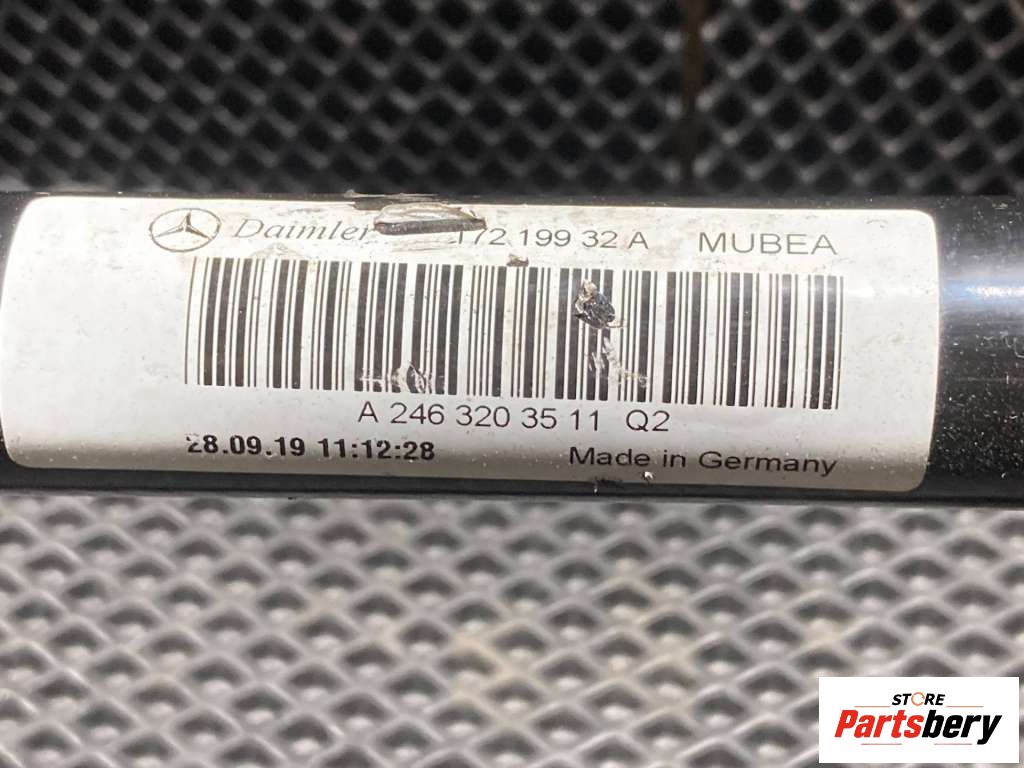 Daimler 172 199 32 A MUBEA
A 246 320 35 11 Q2
28.09.19 11:12:28 Made in Germany
STORE
Partsbery